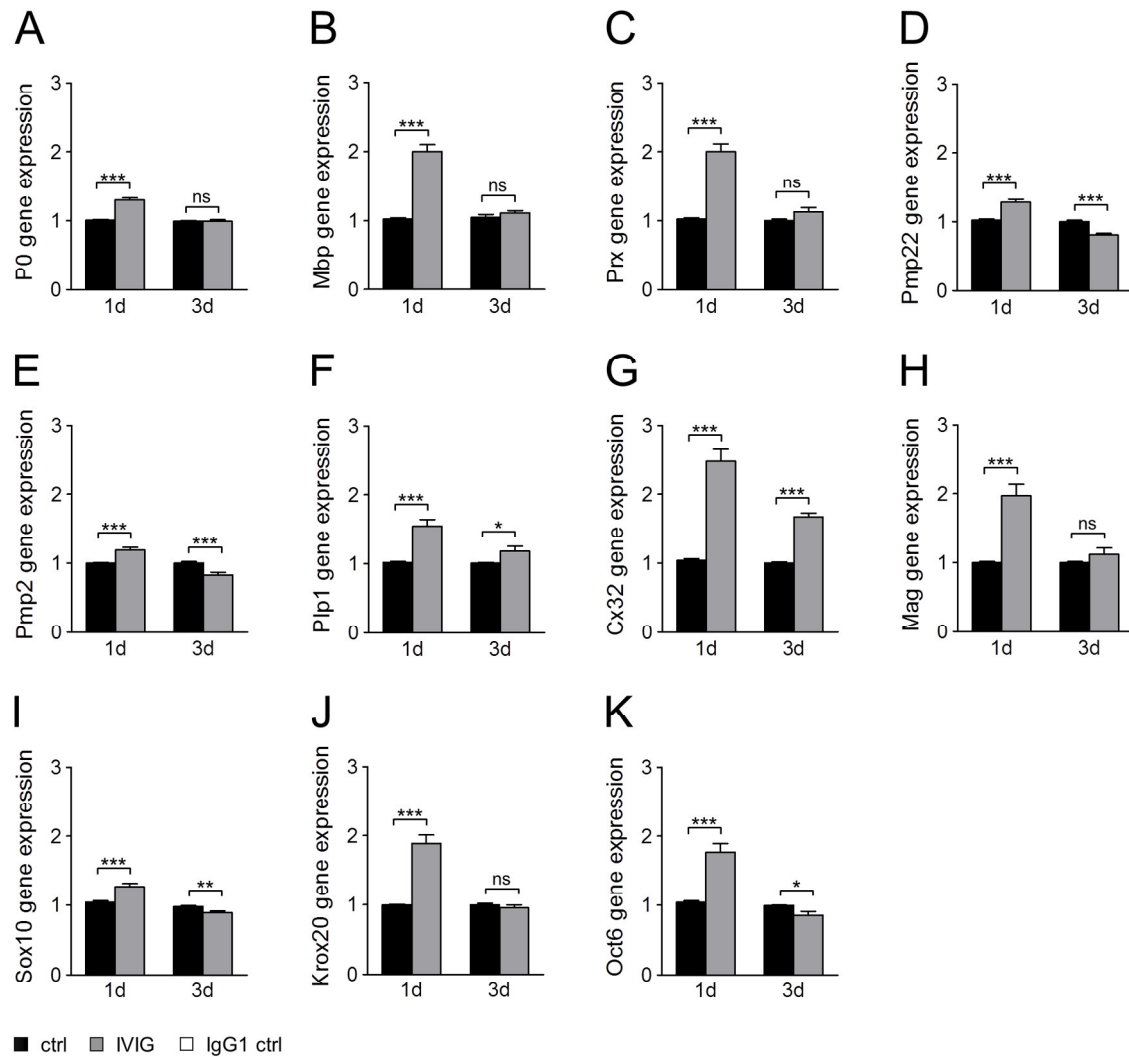 A
P0 gene expression
3
2
1
0
***
ns
1d 3d
B
Mbp gene expression
3
2
1
0
***
ns
1d 3d
C
Prx gene expression
3
2
1
0
***
ns
1d 3d
D
Pmp22 gene expression
3
2
1
0
***
***
1d 3d
E
Pmp2 gene expression
3
2
1
0
***
***
1d 3d
F
Plp1 gene expression
3
2
1
0
***
*
1d 3d
G
Cx32 gene expression
3
2
1
0
***
***
1d 3d
H
Mag gene expression
3
2
1
0
***
ns
1d 3d
I
Sox10 gene expression
3
2
1
0
***
**
1d 3d
J
Krox20 gene expression
3
2
1
0
***
ns
1d 3d
K
Oct6 gene expression
3
2
1
0
***
*
1d 3d
ctrl IVIG IgG1 ctrl